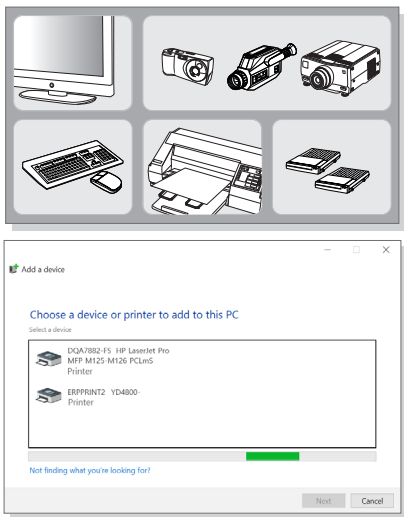 Add a device
Choose a device or printer to add to this PC
Select a device
DQA7882-FS HP LaserJet Pro
MFP M125-M126 PCLmS
Printer
ERPPRINT2 YD4800-
Printer
Not finding what you're looking for?
Next Cancel